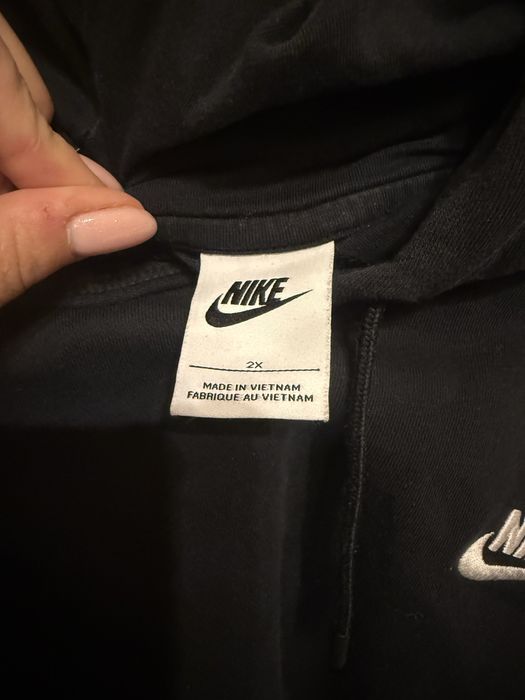 NIKE
2X
MADE IN VIETNAM
FABRIQUE AU VIETNAM